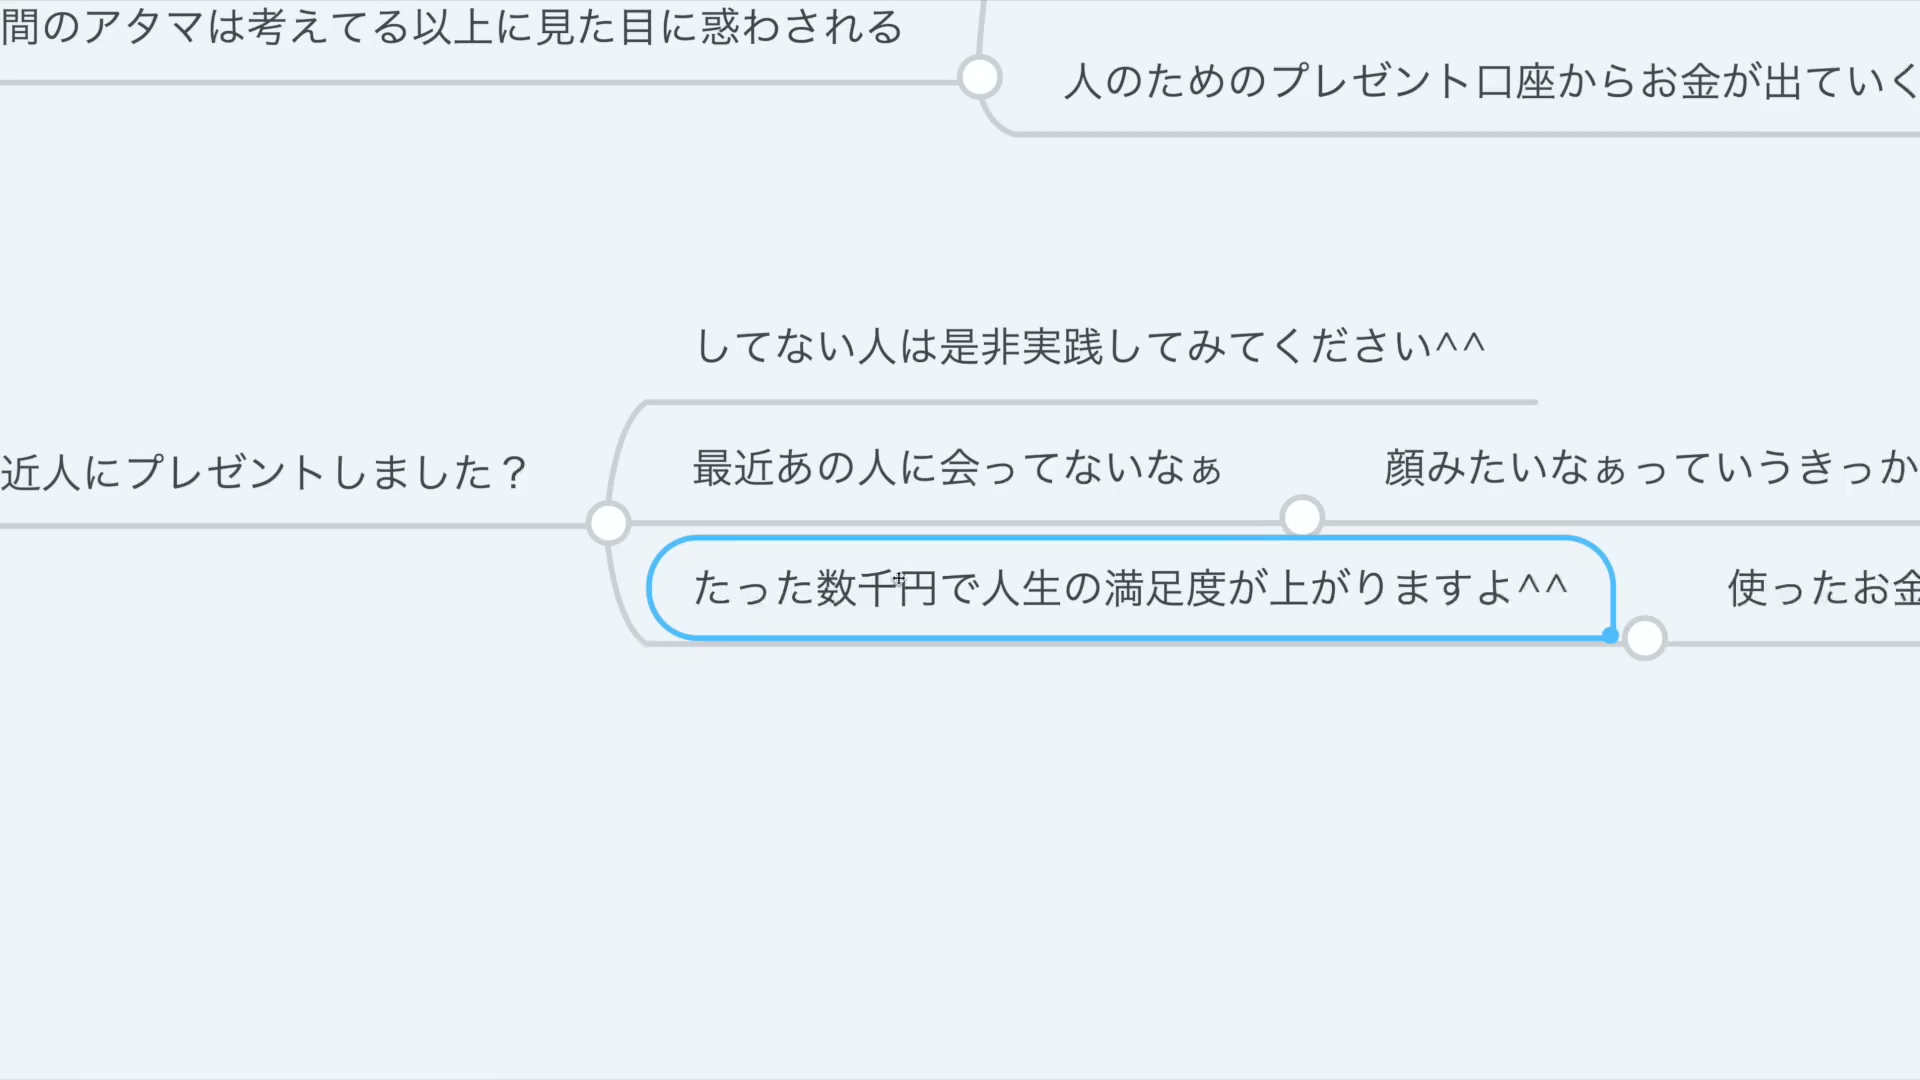 間のアタマは考えてる以上に見た目に惑わされる
人のためのプレゼント口座からお金が出ていく
してない人は是非実践してみてください^^
近人にプレゼントしました？
最近あの人に会ってないなぁ
顔みたいなぁっていうきっか
たった数千円で人生の満足度が上がりますよ^^
使ったお金